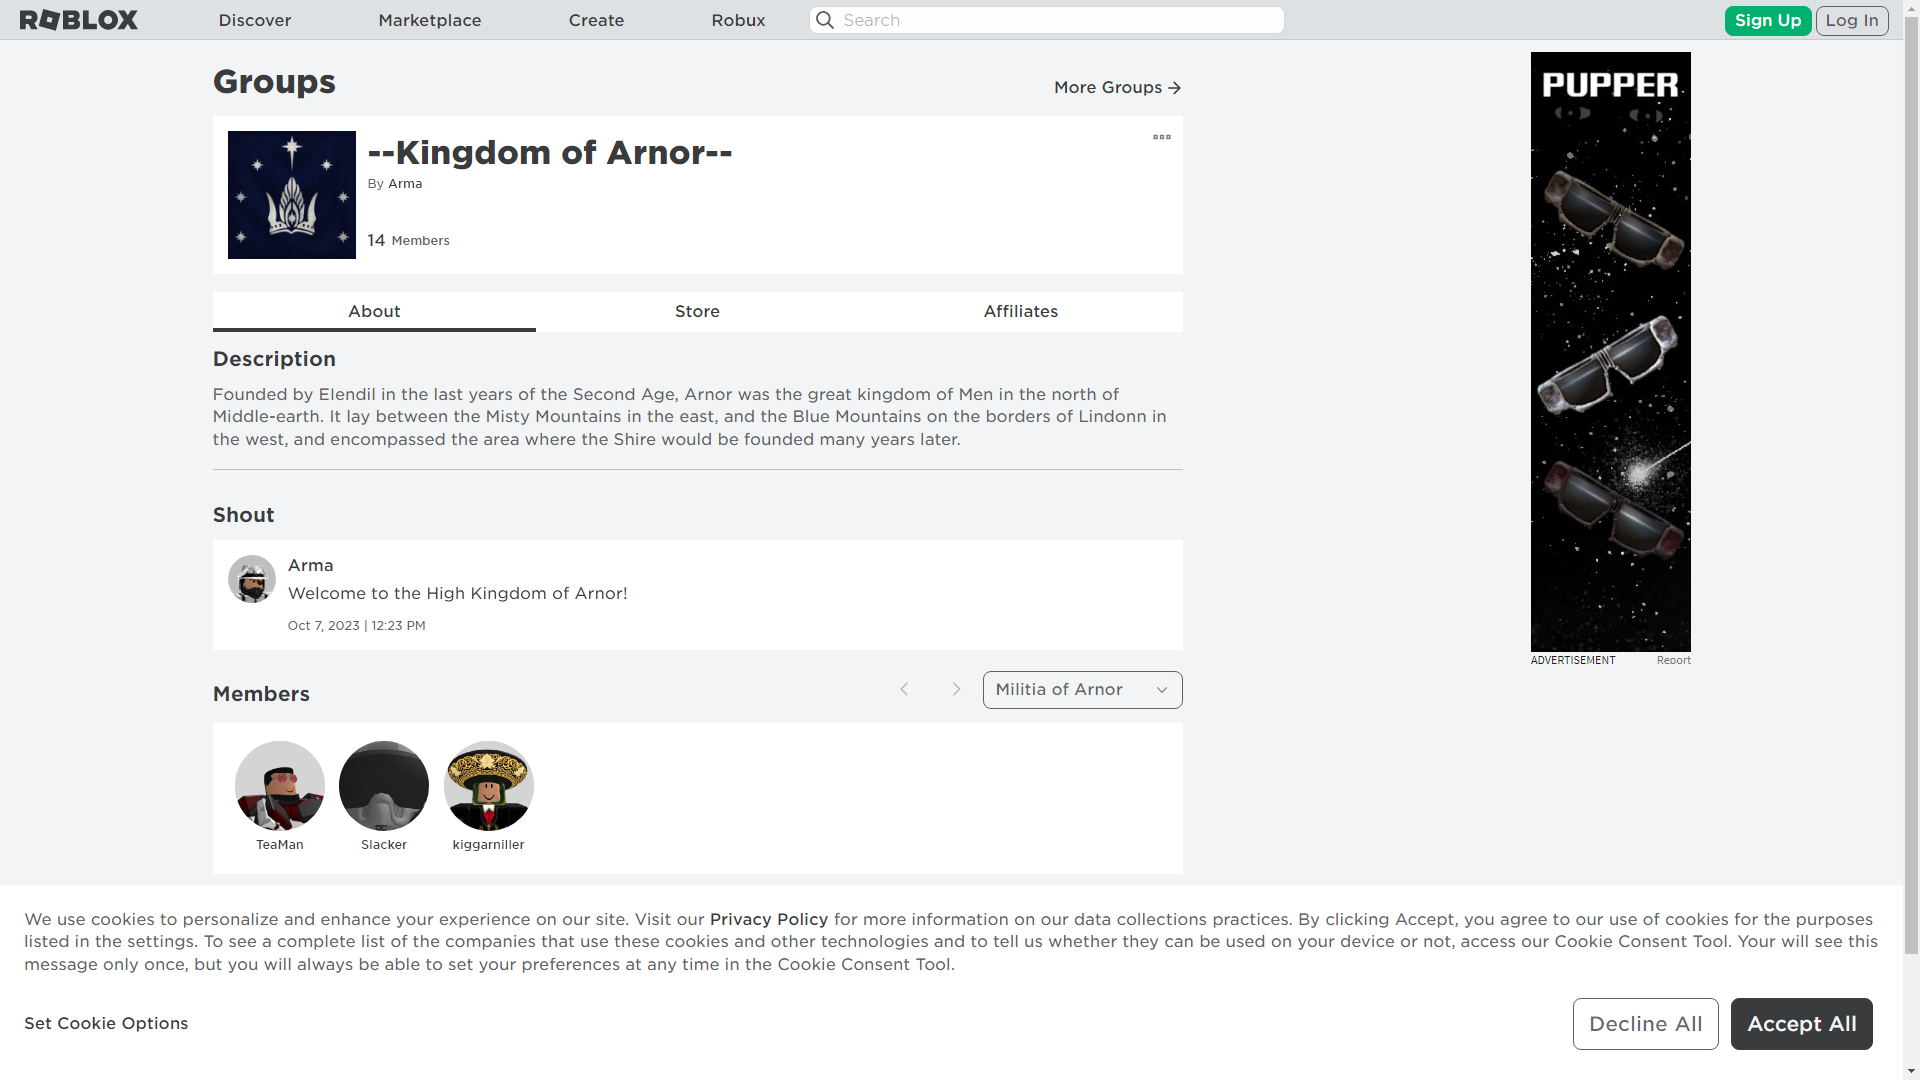 ROBLOX
Discover
Marketplace
Create
Robux
Search
Sign Up
Log In
Groups
More Groups
--Kingdom of Arnor--
By Arma
14 Members
About
Store
Affiliates
Description
Founded by Elendil in the last years of the Second Age, Arnor was the great kingdom of Men in the north of
Middle-earth. It lay between the Misty Mountains in the east, and the Blue Mountains on the borders of Lindonn in
the west, and encompassed the area where the Shire would be founded many years later.
Shout
Arma
Welcome to the High Kingdom of Arnor!
Oct 7, 2023 | 12:23 PM
Members
Militia of Arnor
TeaMan
Slacker
kiggarniller
PUPPER
ADVERTISEMENT
Report
We use cookies to personalize and enhance your experience on our site. Visit our Privacy Policy for more information on our data collections practices. By clicking Accept, you agree to our use of cookies for the purposes
listed in the settings. To see a complete list of the companies that use these cookies and other technologies and to tell us whether they can be used on your device or not, access our Cookie Consent Tool. Your will see this
message only once, but you will always be able to set your preferences at any time in the Cookie Consent Tool.
Set Cookie Options
Decline All
Accept All